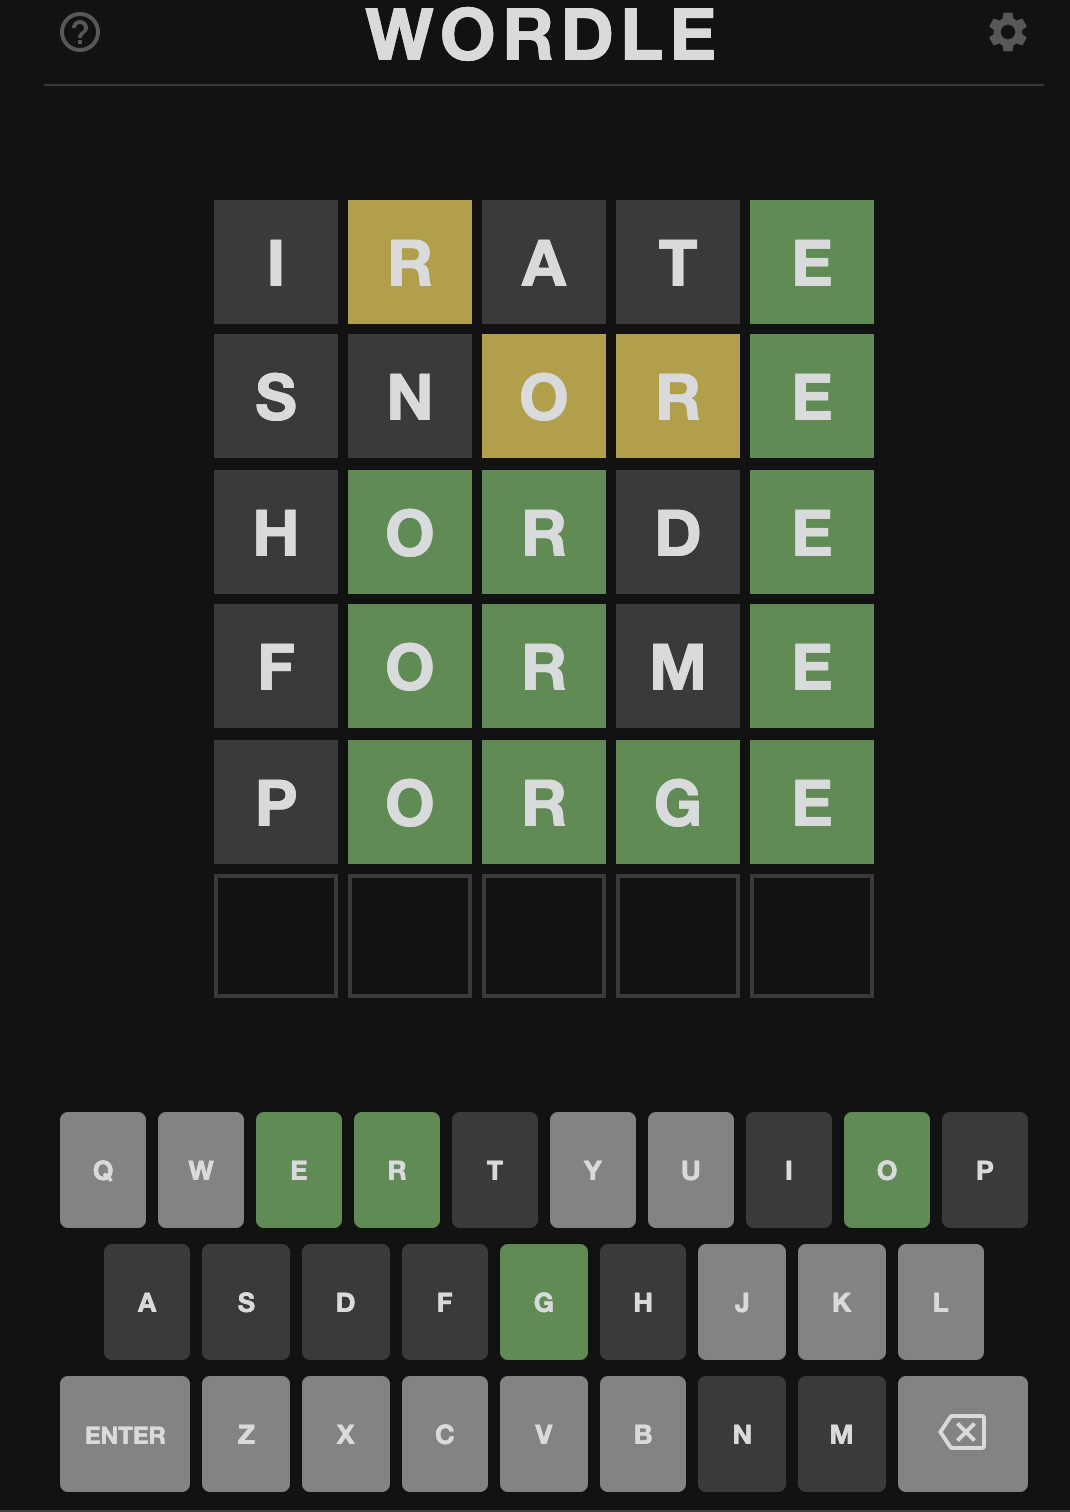 ?
WORDLE
I R A T E
S N O R E
H O R D E
F O R M E
P O R G E
Q W E R T Y U I O P
A S D F G H J K L
ENTER Z X C V B N M